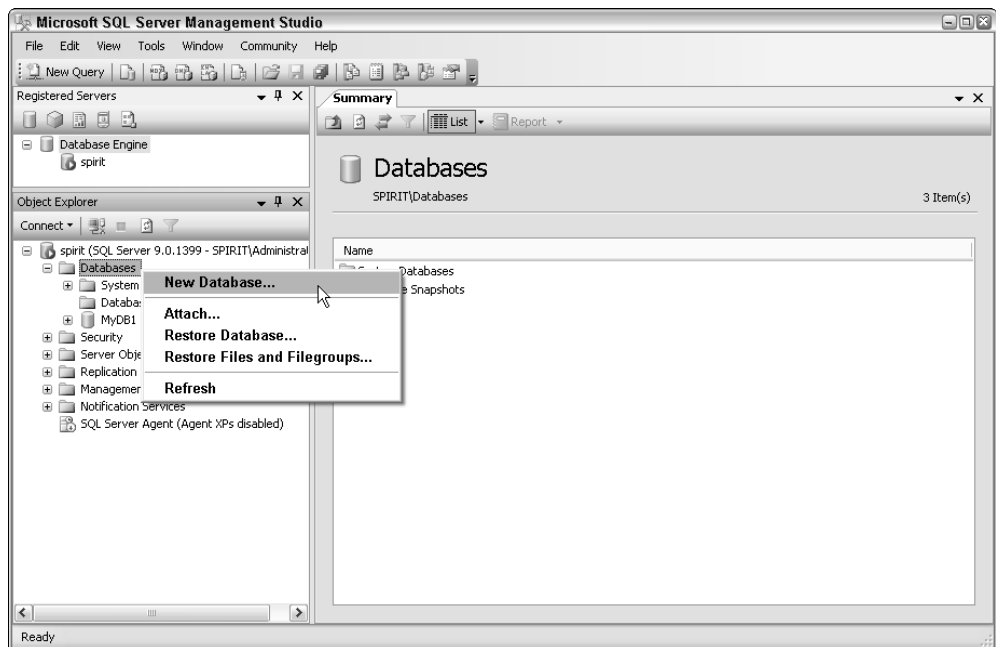 Microsoft SQL Server Management Studio
File Edit View Tools Window Community Help
New Query
Registered Servers
Database Engine
spirit
Object Explorer
Connect
spirit (SQL Server 9.0.1399 - SPIRIT\Administrat
Databases
System
Databa
MyDB1
Security
Server Obje
Replication
Managemer
Notification Services
SQL Server Agent (Agent XPs disabled)
New Database...
Attach...
Restore Database...
Restore Files and Filegroups...
Refresh
Summary
List Report
Databases
SPIRIT\Databases 3 Item(s)
Name
Databases
e Snapshots
Ready